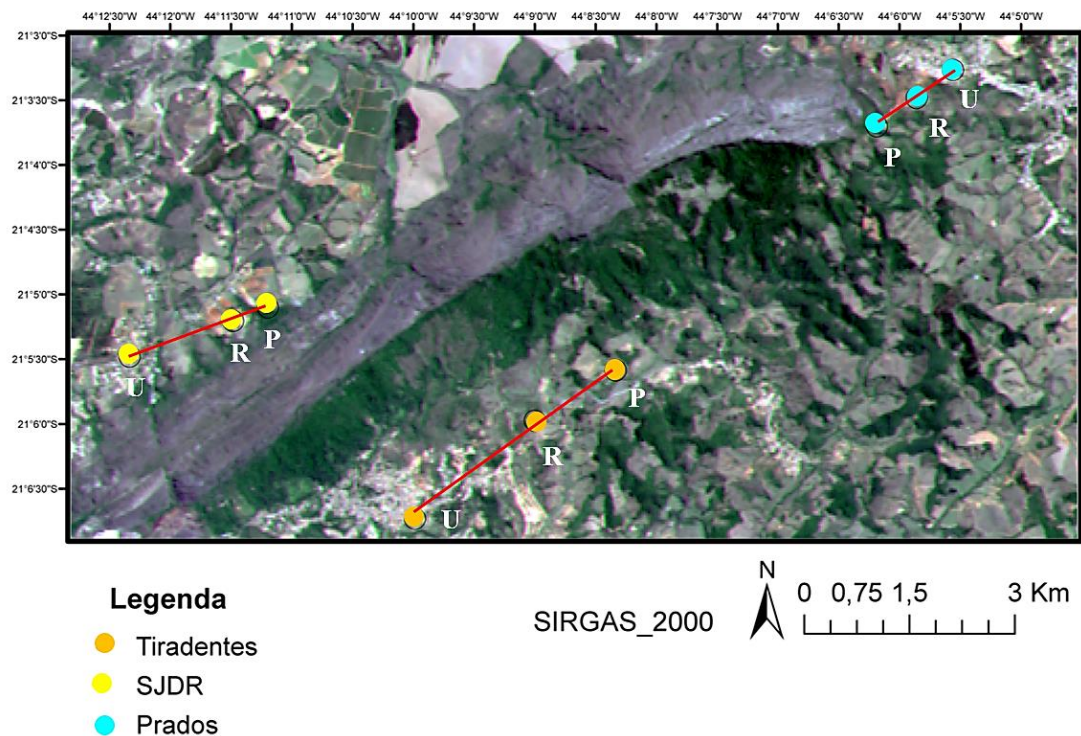 44°12'30"W 44°12'0"W 44°11'30"W 44°11'0"W 44°10'30"W 44°10'0"W 44°9'30"W 44°9'0"W 44°8'30"W 44°8'0"W 44°7'30"W 44°7'0"W 44°6'30"W 44°6'0"W 44°5'30"W 44°5'0"W
21°3'0"S
21°3'30"S
21°4'0"S
21°4'30"S
21°5'0"S
21°5'30"S
21°6'0"S
21°6'30"S
U
R
P
R
P
U
P
R
U
N
SIRGAS_2000
0 0,75 1,5 3 Km
Legenda
Tiradentes
SJDR
Prados